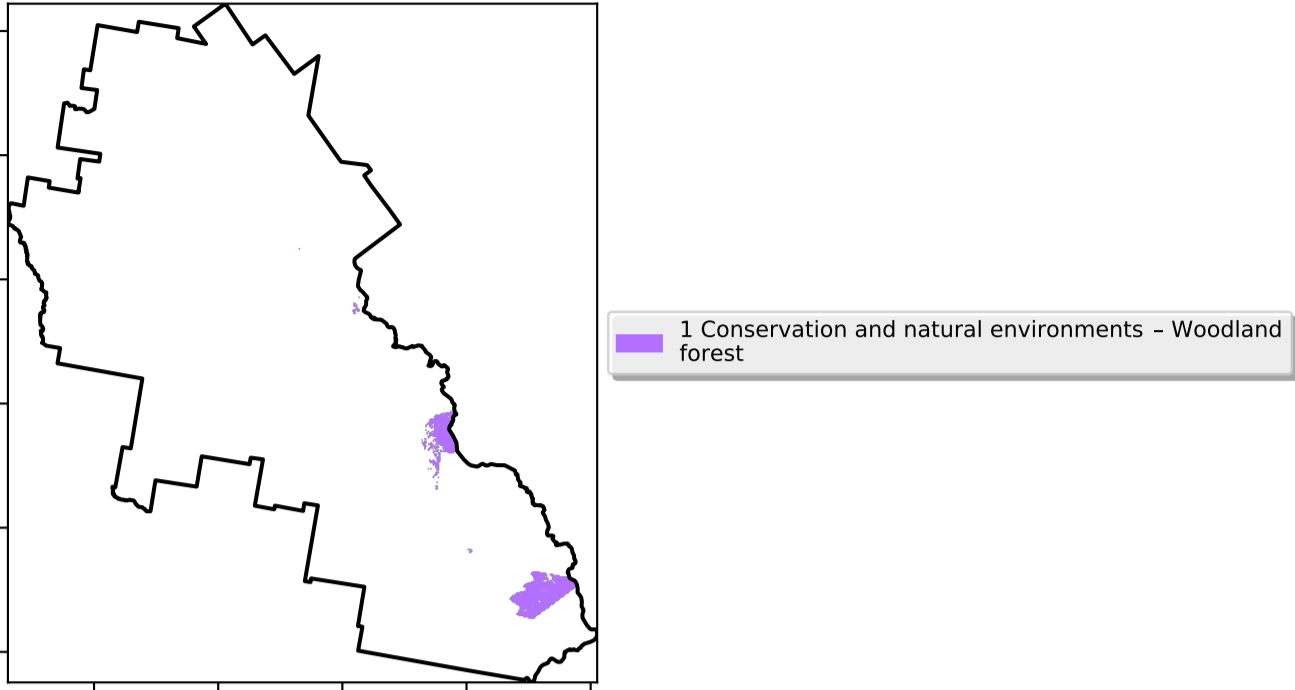 1 Conservation and natural environments – Woodland
forest